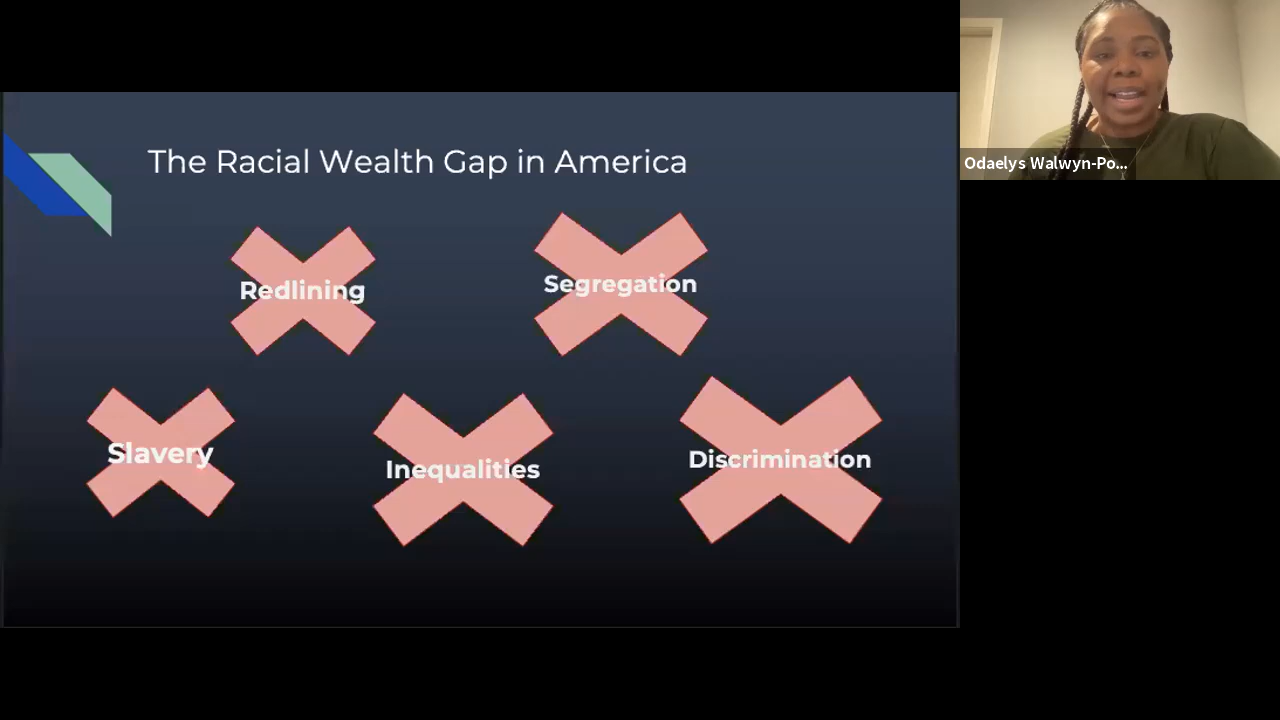 The Racial Wealth Gap in America
Redlining
Segregation
Slavery
Inequalities
Discrimination
Odaelys Walwyn-Po...